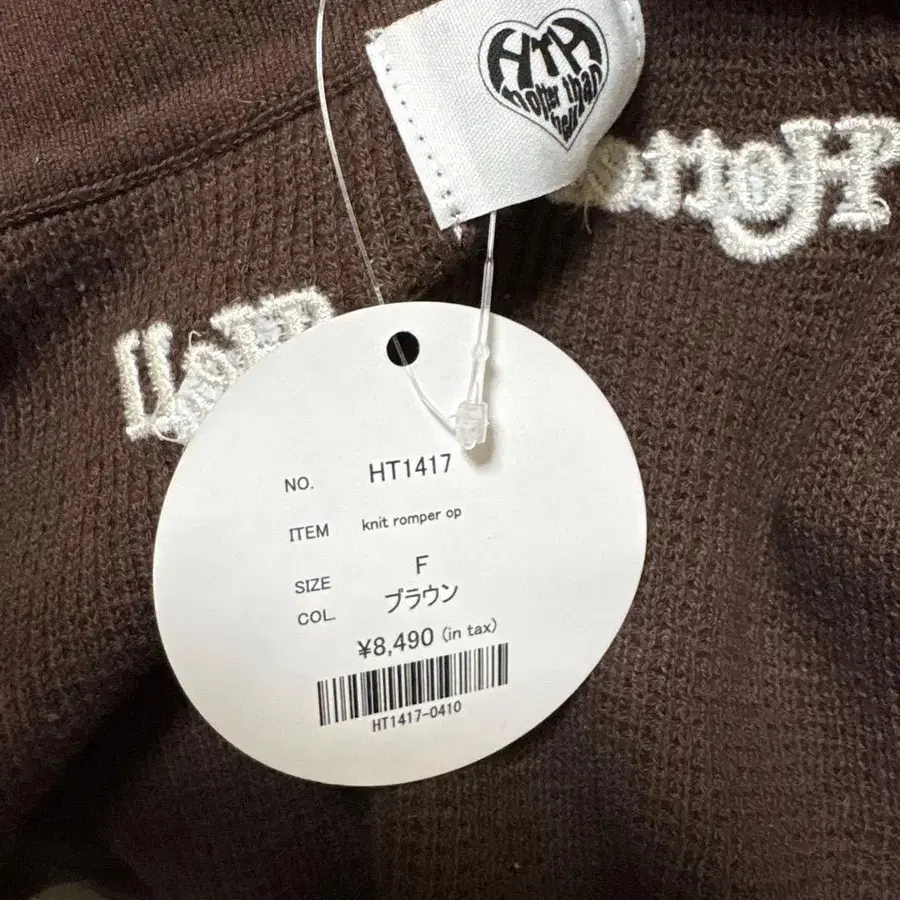 HTH
hotter than
hell
NO. HT1417
ITEM knit romper op
SIZE F
COL. ブラウン
¥8,490 (in tax)
HT1417-0410